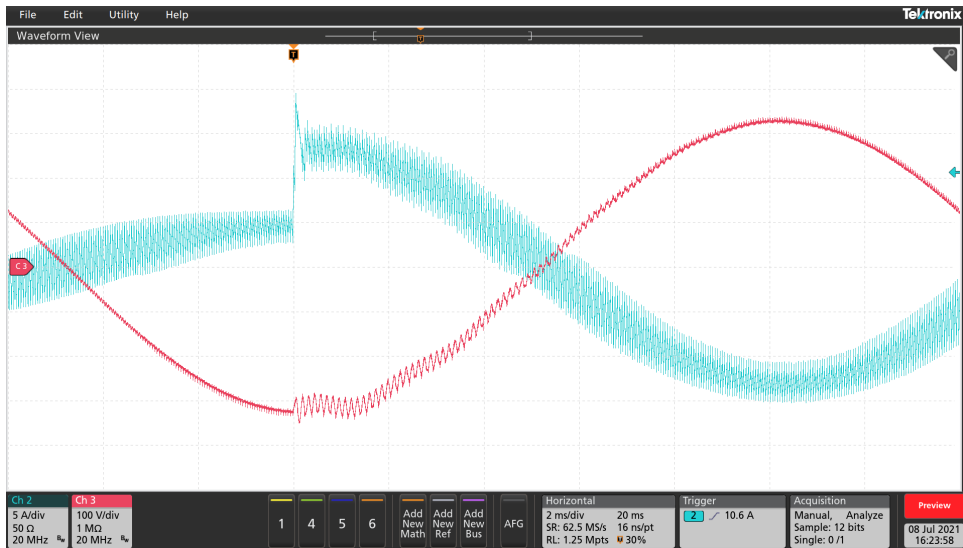 File Edit Utility Help
Tektronix
Waveform View
T
T
C 3
Ch 2
5 A/div
50 Ω
20 MHz Bw
Ch 3
100 V/div
1 MΩ
20 MHz Bw
1
4
5
6
Add
New
Math
Add
New
Ref
Add
New
Bus
AFG
Horizontal
2 ms/div 20 ms
SR: 62.5 MS/s 16 ns/pt
RL: 1.25 Mpts 30%
Trigger
2 10.6 A
Acquisition
Manual, Analyze
Sample: 12 bits
Single: 0 /1
Preview
08 Jul 2021
16:23:58